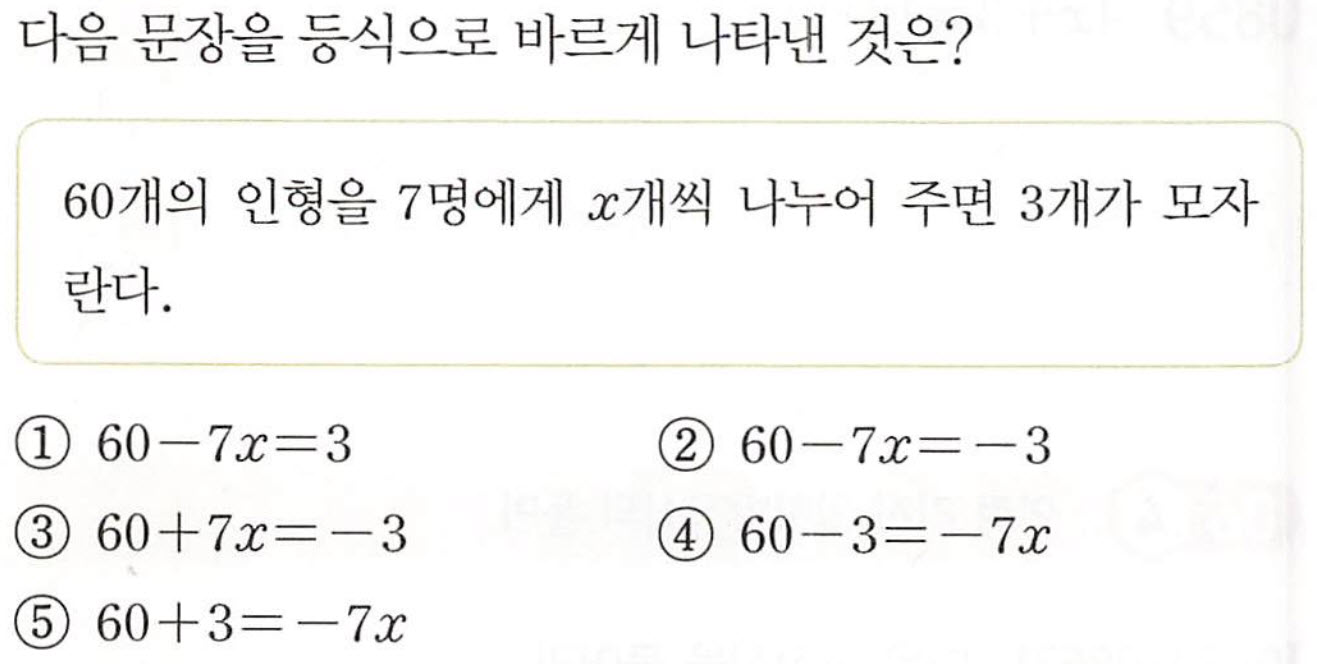 다음 문장을 등식으로 바르게 나타낸 것은?
60개의 인형을 7명에게 x개씩 나누어 주면 3개가 모자
란다.
① 60-7x=3 ② 60-7x=-3
③ 60+7x=-3 ④ 60-3=-7x
⑤ 60+3=-7x